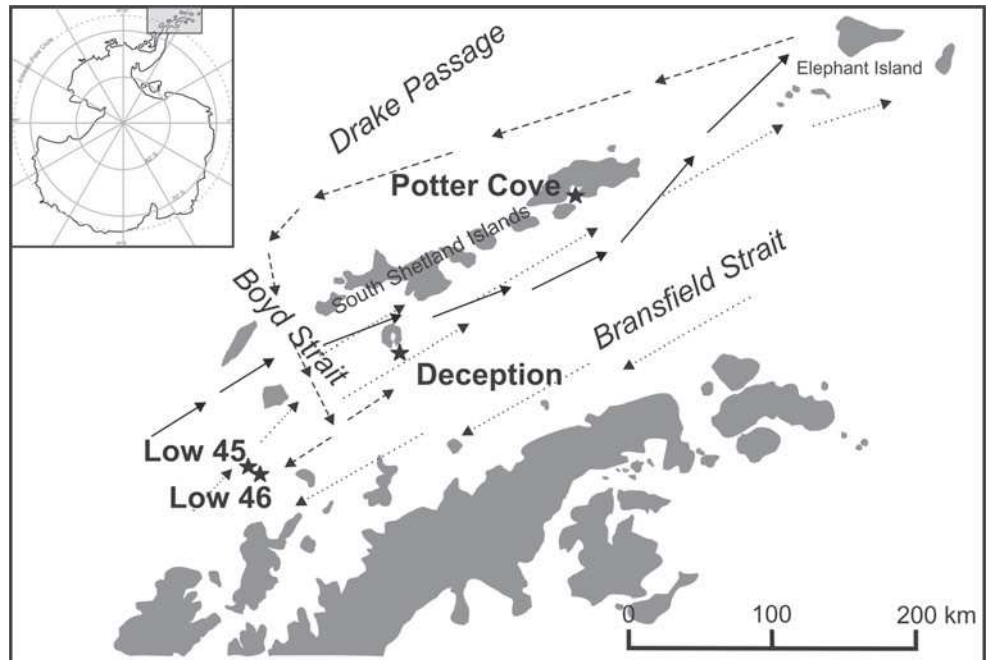 Drake Passage
Elephant Island
Potter Cove
South Shetland Islands
Boyd Strait
Bransfield Strait
Deception
Low 45
Low 46
0 100 200 km